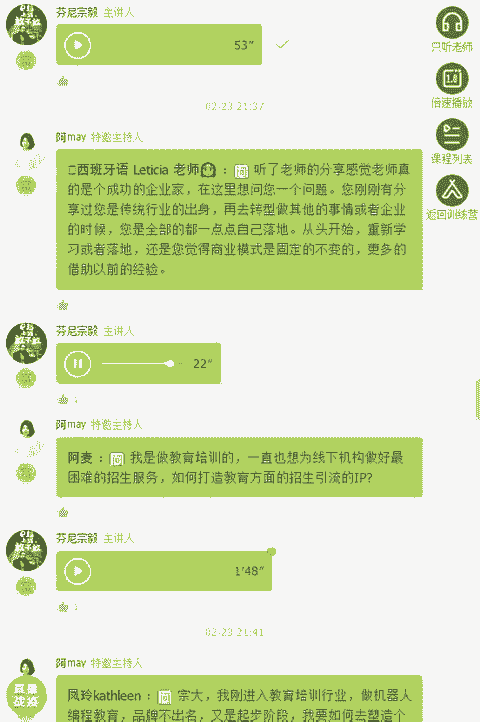 芬尼宗毅 主讲人
53″
只听老师
倍速播放
02-23 21:37
课程列表
阿may 特邀主持人
西班牙语 Leticia 老师 : 问 听了老师的分享感觉老师真
的是个成功的企业家，在这里想问您一个问题。您刚刚有分
享过您是传统行业的出身，再去转型做其他的事情或者企业
返回训练营
的时候，您是全部的都一点点自己落地。从头开始，重新学
习或者落地，还是您觉得商业模式是固定的不变的，更多的
借助以前的经验。
芬尼宗毅 主讲人
22″
1
阿may 特邀主持人
阿麦 : 问 我是做教育培训的，一直也想为线下机构做好最
困难的招生服务，如何打造教育方面的招生引流的IP?
芬尼宗毅 主讲人
1′48″
1
02-23 21:41
阿may 特邀主持人
凤玲kathleen : 问 宗大，我刚进入教育培训行业，做机器人
编程教育，品牌不出名，又是起步阶段，我要如何去塑造个